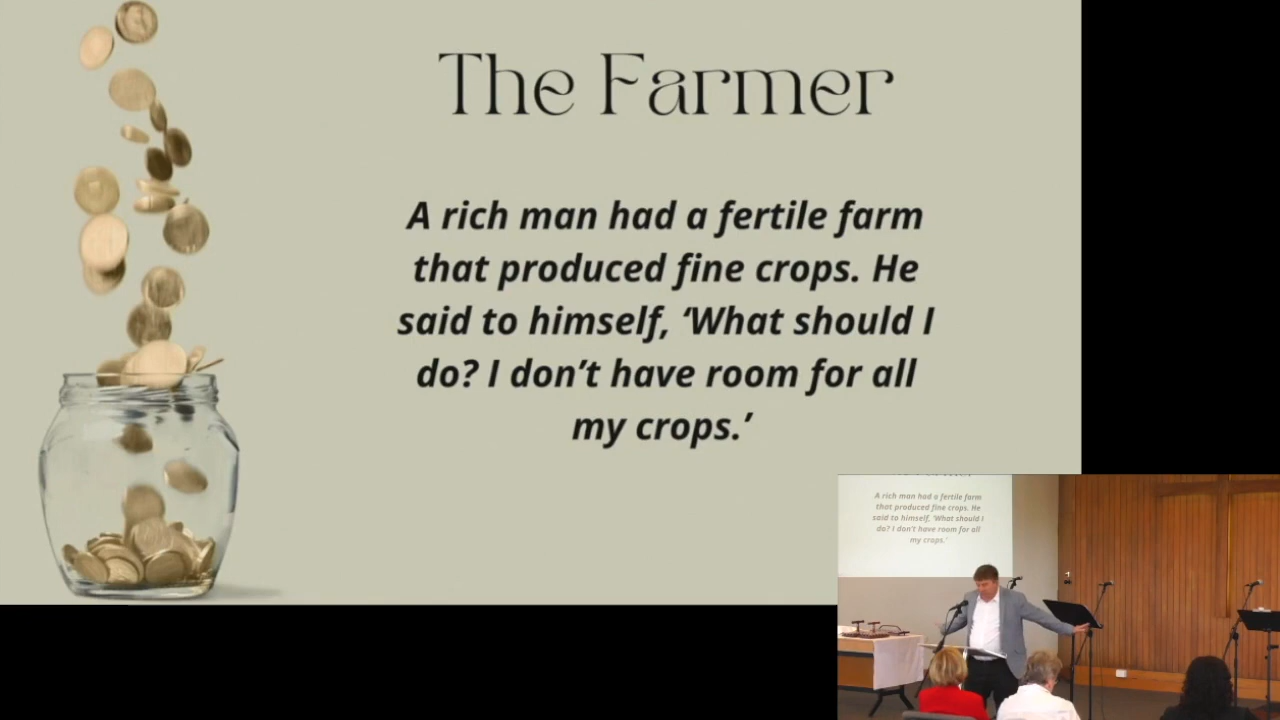 The Farmer
A rich man had a fertile farm
that produced fine crops. He
said to himself, ‘What should I
do? I don’t have room for all
my crops.’
A rich man had a fertile farm
that produced fine crops. He
said to himself, 'What should I
do? I don't have room for all
my crops.'